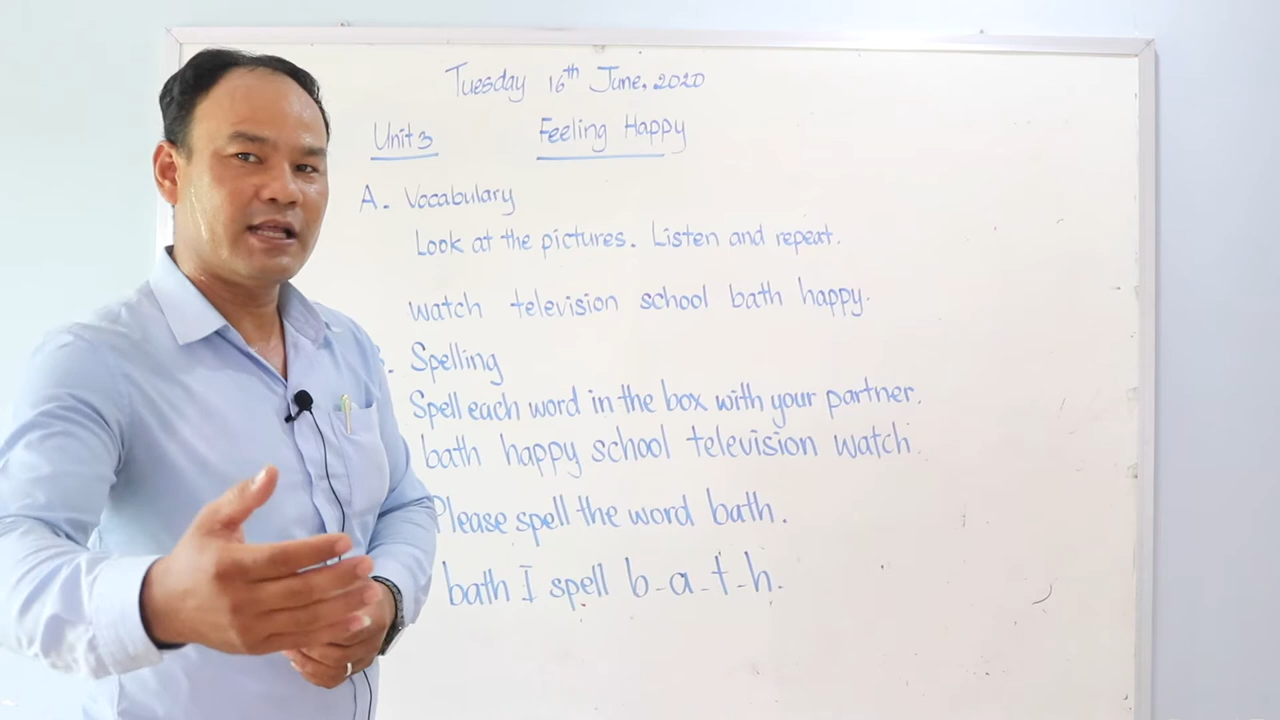 Tuesday 16th June, 2020
Unit 3 Feeling Happy
A. Vocabulary
Look at the pictures. Listen and repeat.
watch television school bath happy.
Spelling
Spell each word in the box with your partner.
bath happy school television watch
Please spell the word bath.
bath I spell b-a-t-h.